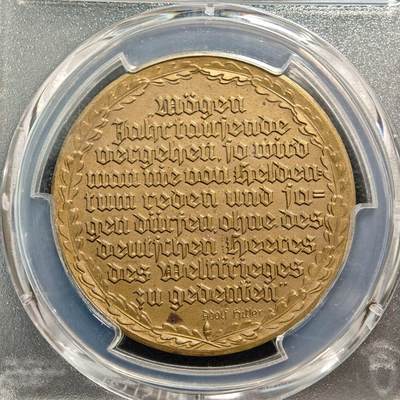 Mögen
Jahrtausende
vergehen, so wird
man nie von Helden-
tum reden und sa=
gen dürfen, ohne des
deutschen Heeres
des Weltkrieges
zu gedenken"
Adolf Hitler